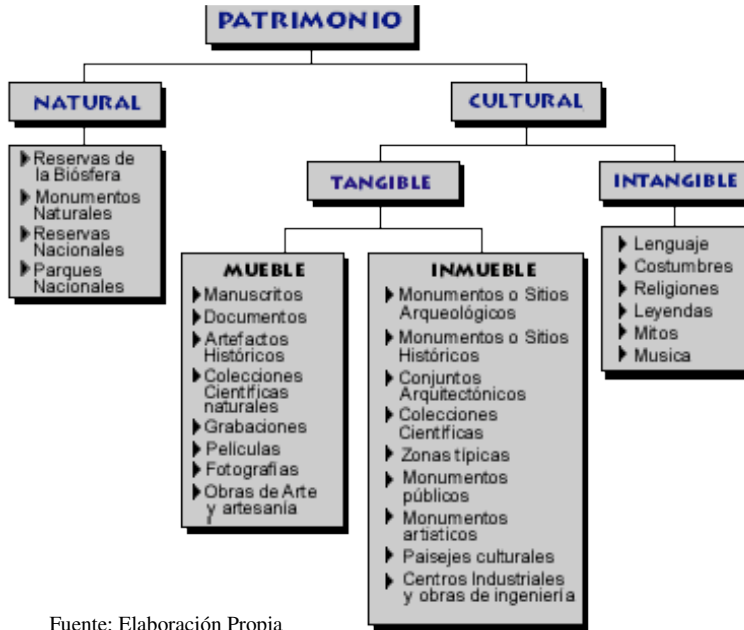 PATRIMONIO
NATURAL
CULTURAL
Reservas de
la Biósfera
Monumentos
Naturales
Reservas
Nacionales
Parques
Nacionales
TANGIBLE
INTANGIBLE
MUEBLE
Manuscritos
Documentos
Artefactos
Históricos
Colecciones
Científicas
naturales
Grabaciones
Películas
Fotografías
Obras de Arte
y artesanía
INMUEBLE
Monumentos o Sitios
Arqueológicos
Monumentos o Sitios
Históricos
Conjuntos
Arquitectónicos
Colecciones
Científicas
Zonas típicas
Monumentos
públicos
Monumentos
artiaticos
Paisejes culturales
Centros Industriales
y obras de ingeniería
Lenguaje
Costumbres
Religiones
Leyendas
Mitos
Musica
Fuente: Elaboración Propia